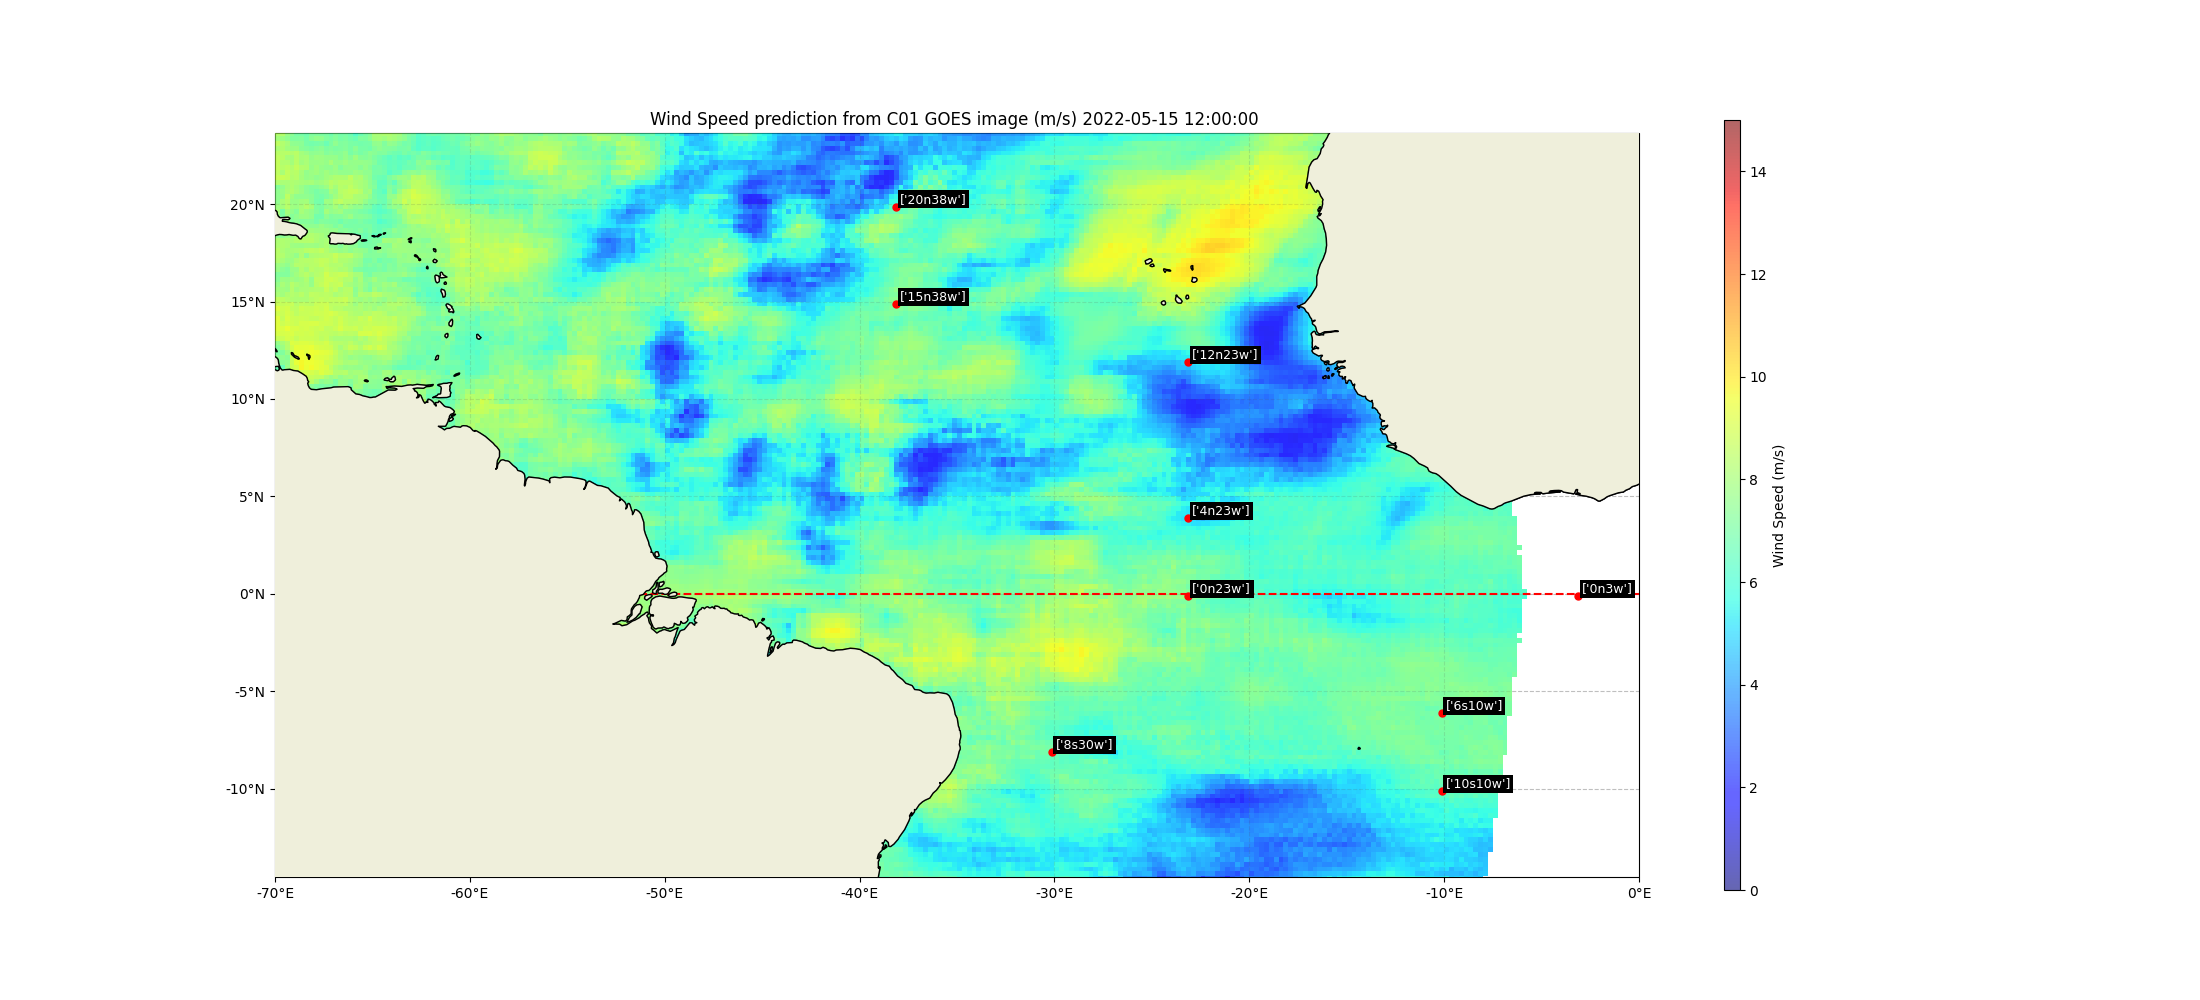 Wind Speed prediction from C01 GOES image (m/s) 2022-05-15 12:00:00
20°N
15°N
10°N
5°N
0°N
-5°N
-10°N
-70°E
-60°E
-50°E
-40°E
-30°E
-20°E
-10°E
0°E
['20n38w']
['15n38w']
['12n23w']
['4n23w']
['0n23w']
['0n3w']
['6s10w']
['8s30w']
['10s10w']
14
12
10
8
6
4
2
0
Wind Speed (m/s)